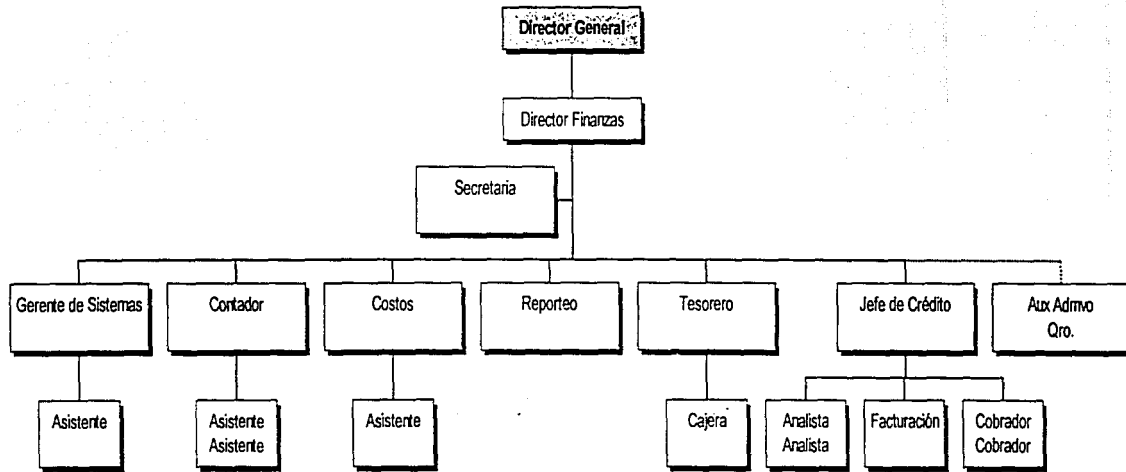 Director General
Director Finanzas
Secretaria
Gerente de Sistemas
Contador
Costos
Reporteo
Tesorero
Jefe de Crédito
Aux Admvo
Qro.
Asistente
Asistente
Asistente
Asistente
Cajera
Analista
Analista
Facturación
Cobrador
Cobrador